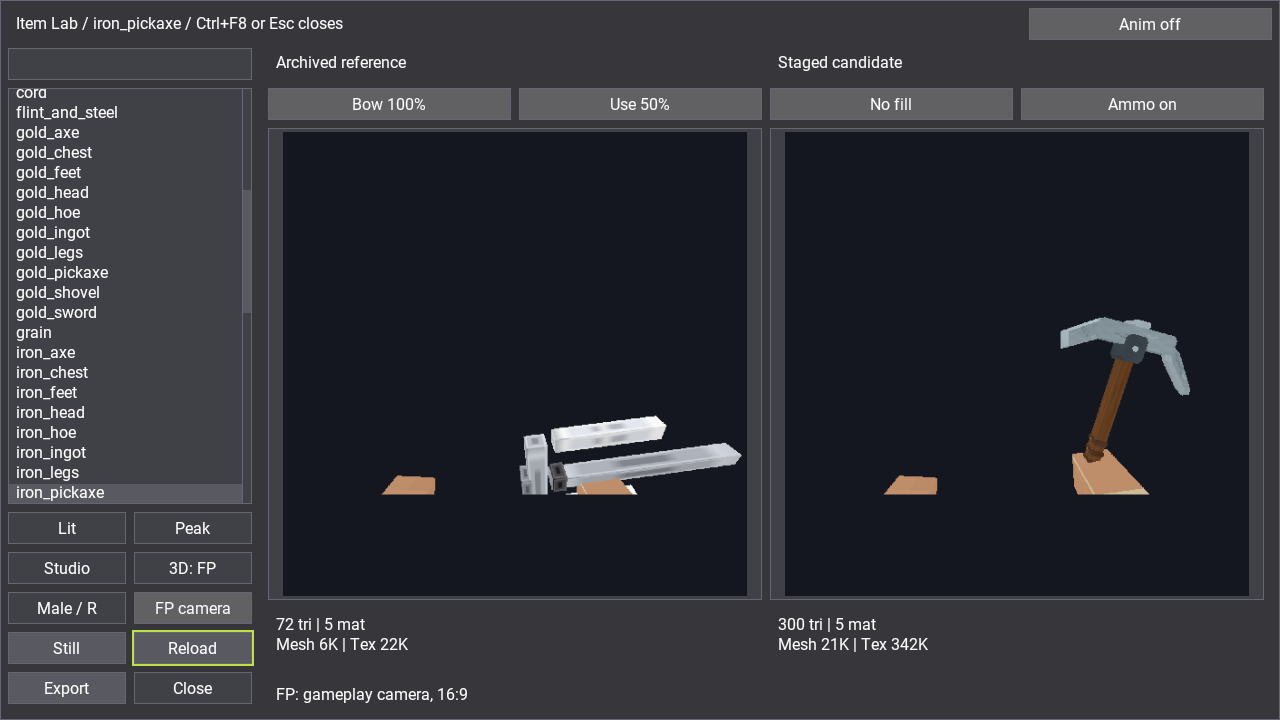 Item Lab / iron_pickaxe / Ctrl+F8 or Esc closes
Anim off
Archived reference
Staged candidate
Bow 100%
Use 50%
No fill
Ammo on
cord
flint_and_steel
gold_axe
gold_chest
gold_feet
gold_head
gold_hoe
gold_ingot
gold_legs
gold_pickaxe
gold_shovel
gold_sword
grain
iron_axe
iron_chest
iron_feet
iron_head
iron_hoe
iron_ingot
iron_legs
iron_pickaxe
Lit
Peak
Studio
3D: FP
Male / R
FP camera
Still
Reload
Export
Close
72 tri | 5 mat
Mesh 6K | Tex 22K
300 tri | 5 mat
Mesh 21K | Tex 342K
FP: gameplay camera, 16:9